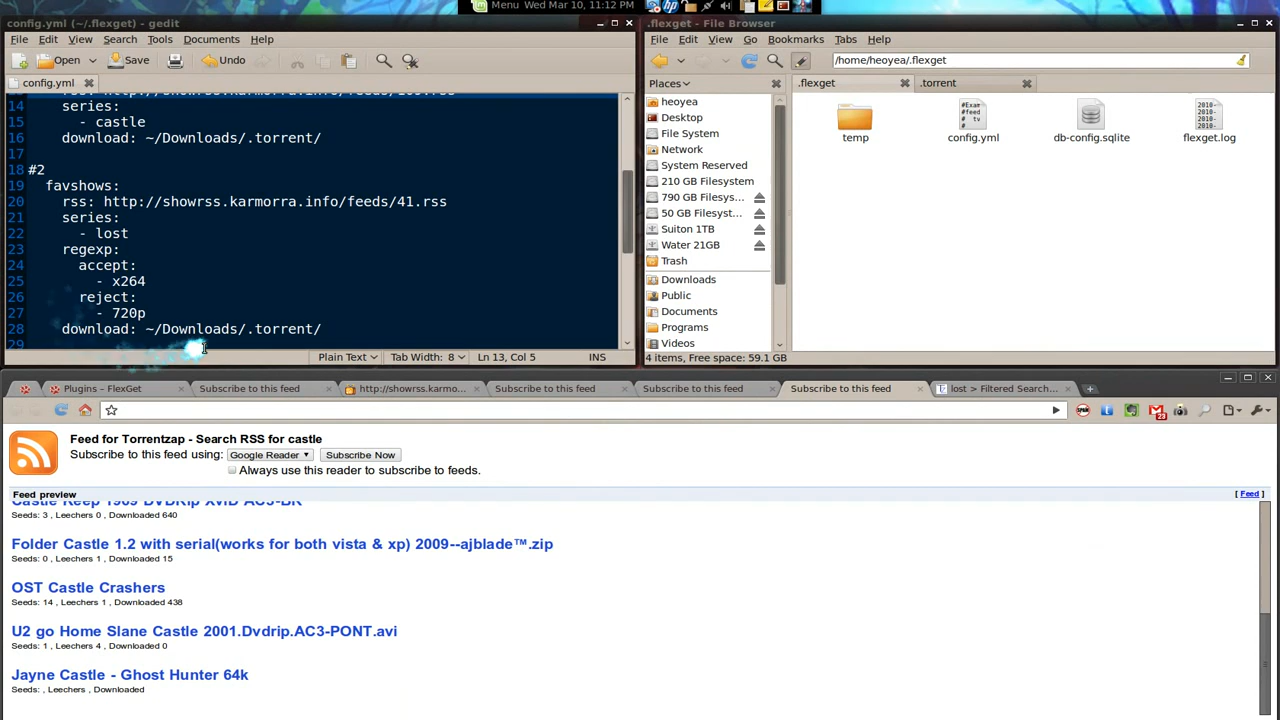 Menu Wed Mar 10, 11:12 PM
config.yml (~/.flexget) - gedit
File Edit View Search Tools Documents Help
Open Save Undo
config.yml
14 series:
15 - castle
16 download: ~/Downloads/.torrent/
17
18 #2
19 favshows:
20 rss: http://showrss.karmorra.info/feeds/41.rss
21 series:
22 - lost
23 regexp:
24 accept:
25 - x264
26 reject:
27 - 720p
28 download: ~/Downloads/.torrent/
29
Plain Text Tab Width: 8 Ln 13, Col 5 INS
.flexget - File Browser
File Edit View Go Bookmarks Tabs Help
/home/heoyea/.flexget
Places
heoyea
Desktop
File System
Network
System Reserved
210 GB Filesystem
790 GB Filesys...
50 GB Filesyst...
Suiton 1TB
Water 21GB
Trash
Downloads
Public
Documents
Programs
Videos
.flexget .torrent
temp config.yml db-config.sqlite flexget.log
4 items, Free space: 59.1 GB
Plugins – FlexGet Subscribe to this feed http://showrss.karmo... Subscribe to this feed Subscribe to this feed Subscribe to this feed lost > Filtered Search...
Feed for Torrentzap - Search RSS for castle
Subscribe to this feed using: Google Reader Subscribe Now
Always use this reader to subscribe to feeds.
Feed preview [ Feed ]
Castle Keep 1969 DVDRip XviD AC3-BR
Seeds: 3 , Leechers 0 , Downloaded 640
Folder Castle 1.2 with serial(works for both vista & xp) 2009--ajblade™.zip
Seeds: 0 , Leechers 1 , Downloaded 15
OST Castle Crashers
Seeds: 14 , Leechers 1 , Downloaded 438
U2 go Home Slane Castle 2001.Dvdrip.AC3-PONT.avi
Seeds: 1 , Leechers 4 , Downloaded 0
Jayne Castle - Ghost Hunter 64k
Seeds: , Leechers , Downloaded